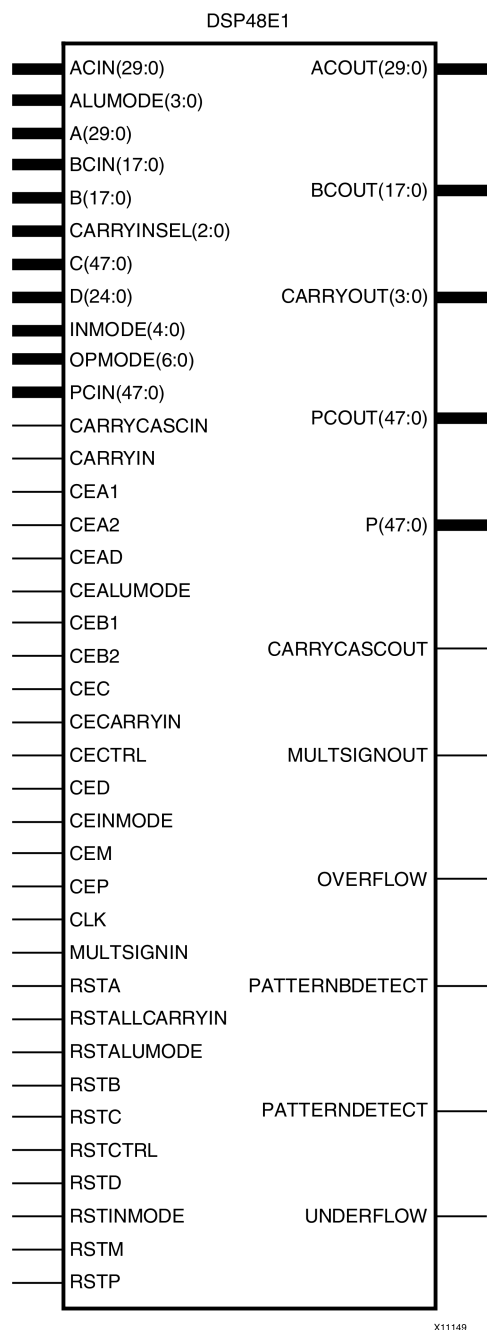 DSP48E1
ACIN(29:0)
ALUMODE(3:0)
A(29:0)
BCIN(17:0)
B(17:0)
CARRYINSEL(2:0)
C(47:0)
D(24:0)
INMODE(4:0)
OPMODE(6:0)
PCIN(47:0)
CARRYCASCIN
CARRYIN
CEA1
CEA2
CEAD
CEALUMODE
CEB1
CEB2
CEC
CECARRYIN
CECTRL
CED
CEINMODE
CEM
CEP
CLK
MULTSIGNIN
RSTA
RSTALLCARRYIN
RSTALUMODE
RSTB
RSTC
RSTCTRL
RSTD
RSTINMODE
RSTM
RSTP
ACOUT(29:0)
BCOUT(17:0)
CARRYOUT(3:0)
PCOUT(47:0)
P(47:0)
CARRYCASCOUT
MULTSIGNOUT
OVERFLOW
PATTERNBDETECT
PATTERNDETECT
UNDERFLOW
X11149